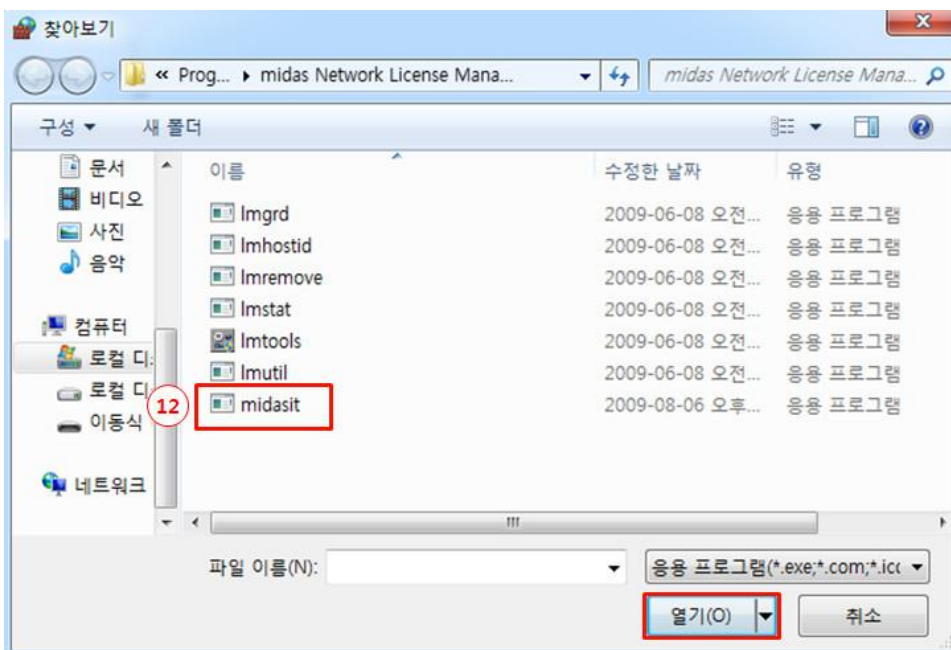 찾아보기
« Prog... ▸ midas Network License Mana...
midas Network License Mana...
구성 ▼ 새 폴더
이름 수정한 날짜 유형
문서
비디오
사진
음악
컴퓨터
로컬 디
로컬 디
이동식
네트워크
lmgrd 2009-06-08 오전... 응용 프로그램
lmhostid 2009-06-08 오전... 응용 프로그램
lmremove 2009-06-08 오전... 응용 프로그램
lmstat 2009-06-08 오전... 응용 프로그램
lmtools 2009-06-08 오전... 응용 프로그램
lmutil 2009-06-08 오전... 응용 프로그램
12 midasit 2009-08-06 오후... 응용 프로그램
파일 이름(N): 응용 프로그램(*.exe;*.com;*.ic
열기(O) 취소